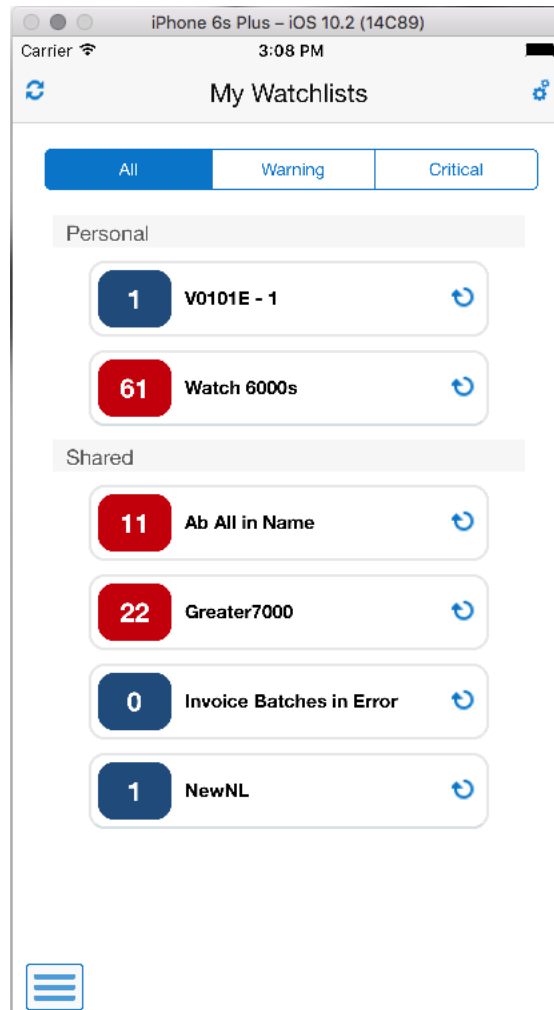 iPhone 6s Plus – iOS 10.2 (14C89)
Carrier 3:08 PM
My Watchlists
All Warning Critical
Personal
1 V0101E - 1
61 Watch 6000s
Shared
11 Ab All in Name
22 Greater7000
0 Invoice Batches in Error
1 NewNL